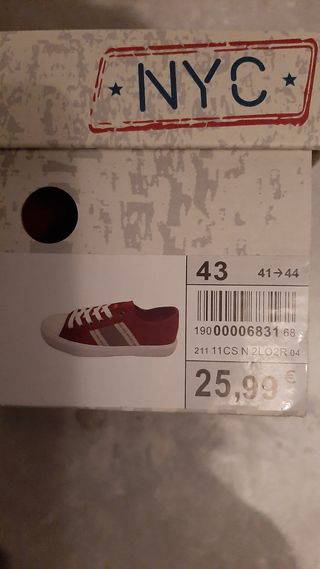 NYC
43 41→44
190 00006831 68
211 11CS N 2LO2R 04
25,99 €